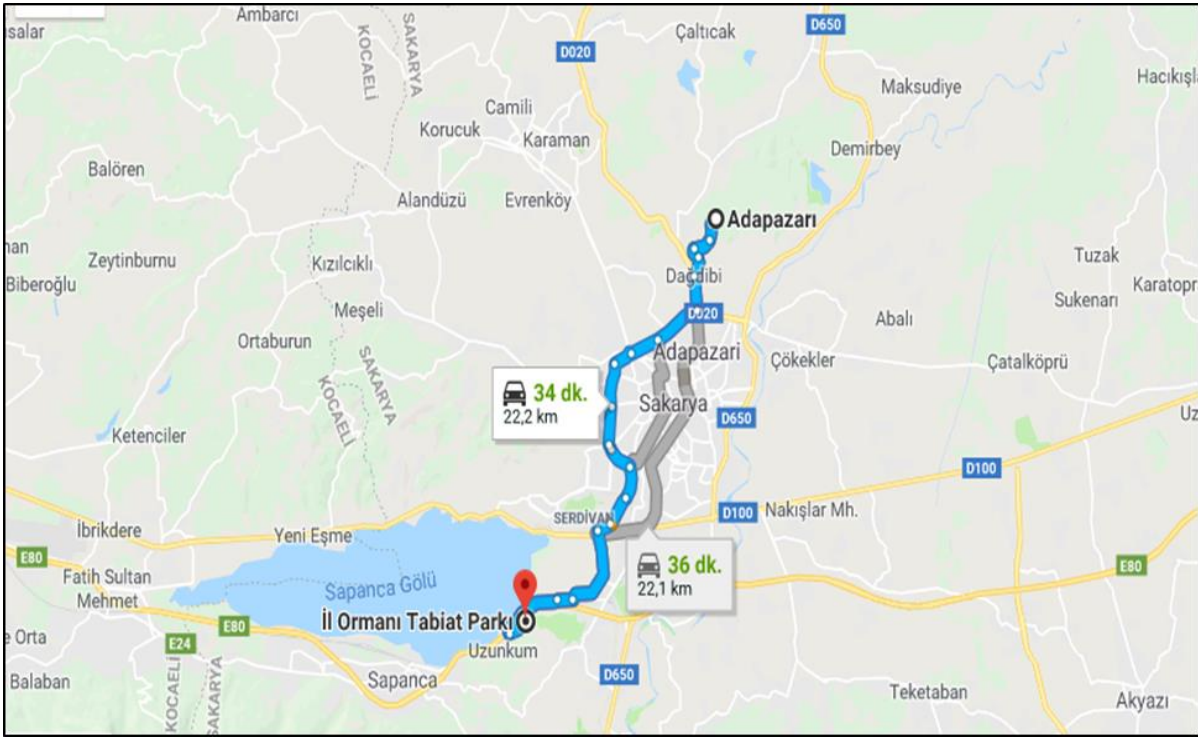 Ambarcı
D650
Çaltıcak
ısalar
D020
KOCAELİ
SAKARYA
Hacıkışla
Maksudiye
Camili
Korucuk
Karaman
Demirbey
Balören
Alandüzü
Evrenköy
Adapazarı
Zeytinburnu
Kızılcıklı
Dağdibi
Tuzak
Biberoğlu
Karatopr
Sukenarı
Meşeli
D020
Abalı
Ortaburun
Adapazari
Çökekler
Çatalköprü
SAKARYA
KOCAELİ
34 dk.
22,2 km
Sakarya
D650
Ketenciler
D100
SERDİVAN
D100
Nakışlar Mh.
İbrikdere
Yeni Eşme
E80
36 dk.
22,1 km
E80
Fatih Sultan
Mehmet
Sapanca Gölü
İl Ormanı Tabiat Parkı
E80
E24
Uzunkum
e Orta
Sapanca
D650
Balaban
KOCAELİ
SAKARYA
Teketaban
Akyazı